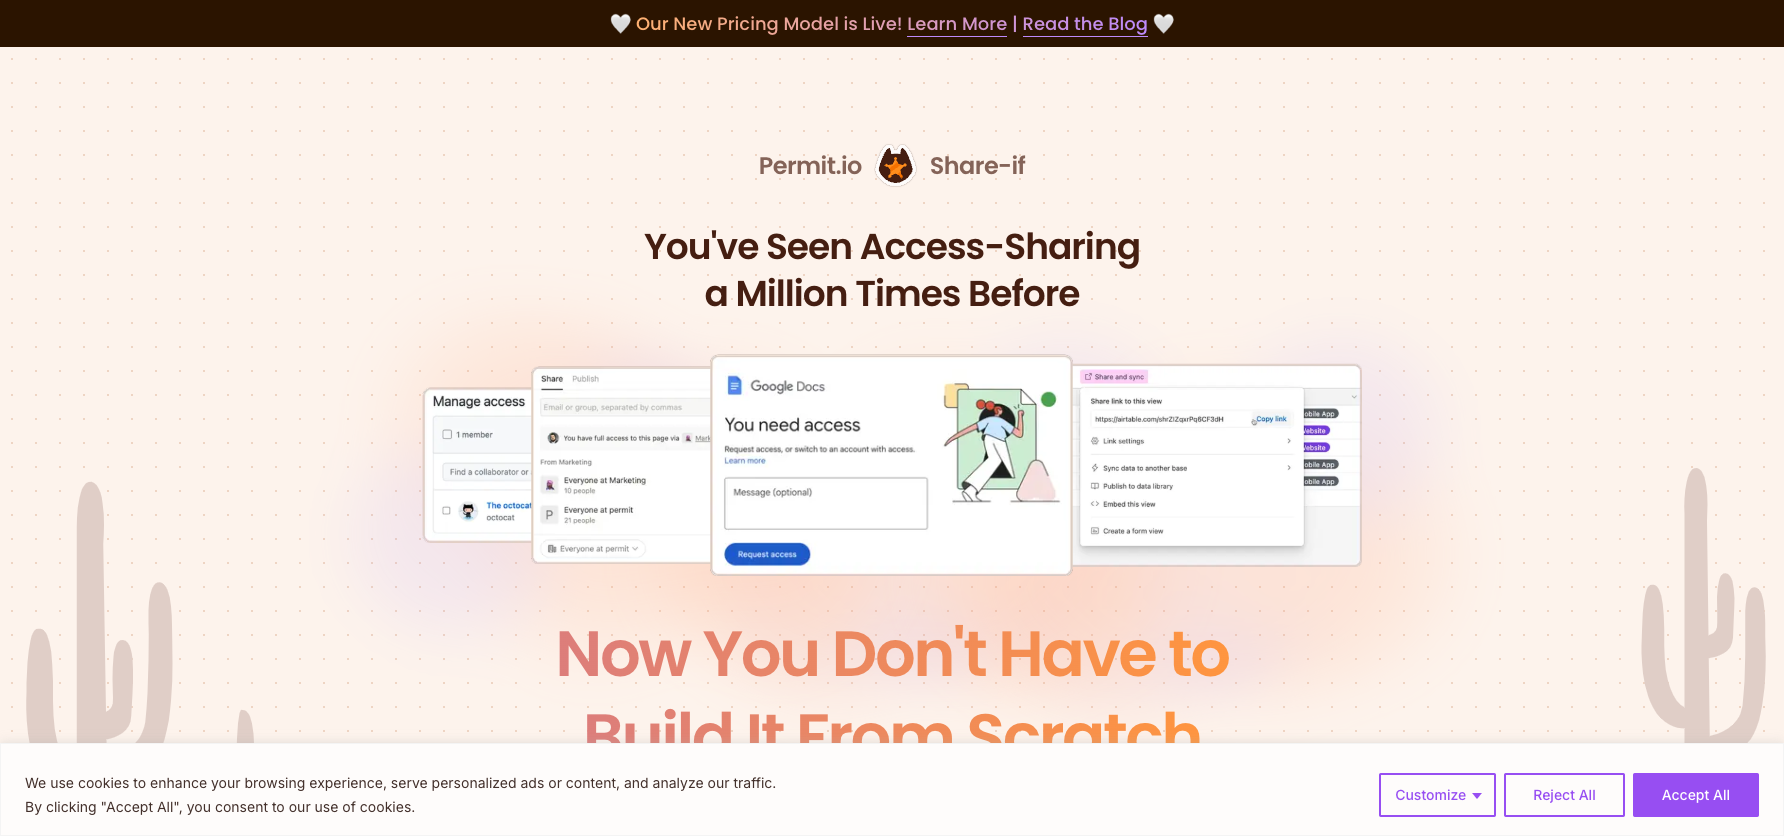 🤍 Our New Pricing Model is Live! Learn More | Read the Blog 🤍
Permit.io Share-if
You've Seen Access-Sharing
a Million Times Before
Manage access
1 member
Find a collaborator or
The octocat
octocat
Share Publish
Email or group, separated by commas
You have full access to this page via Mark
From Marketing
Everyone at Marketing
10 people
P
Everyone at permit
21 people
Everyone at permit
Google Docs
You need access
Request access, or switch to an account with access.
Learn more
Message (optional)
Request access
Share and sync
Share link to this view
https://airtable.com/shrZIZqxrPq6CF3dH
Copy link
Link settings
Sync data to another base
Publish to data library
Embed this view
Create a form view
obile App
ebsite
ebsite
obile App
obile App
Now You Don't Have to
Build It From Scratch
We use cookies to enhance your browsing experience, serve personalized ads or content, and analyze our traffic.
By clicking "Accept All", you consent to our use of cookies.
Customize
Reject All
Accept All